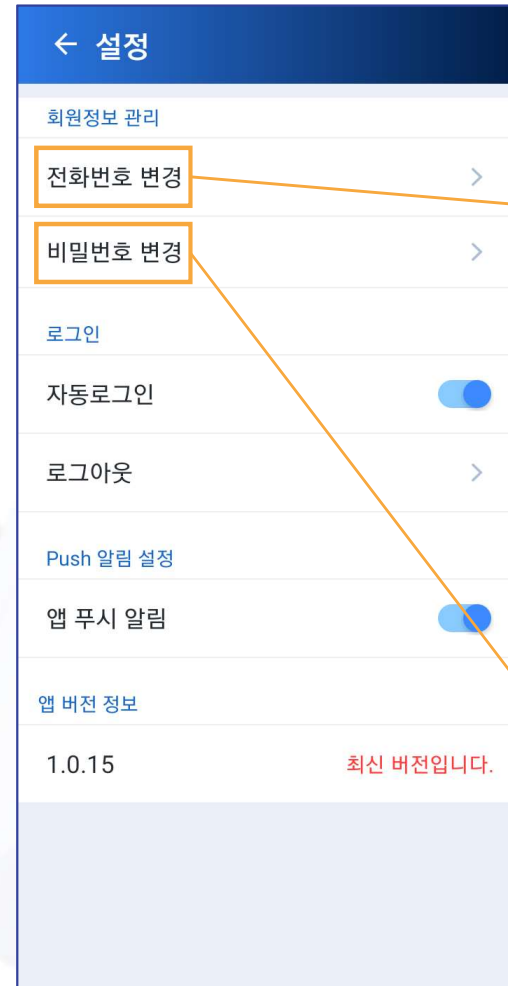 ← 설정
회원정보 관리
전화번호 변경
비밀번호 변경
로그인
자동로그인
로그아웃
Push 알림 설정
앱 푸시 알림
앱 버전 정보
1.0.15 최신 버전입니다.